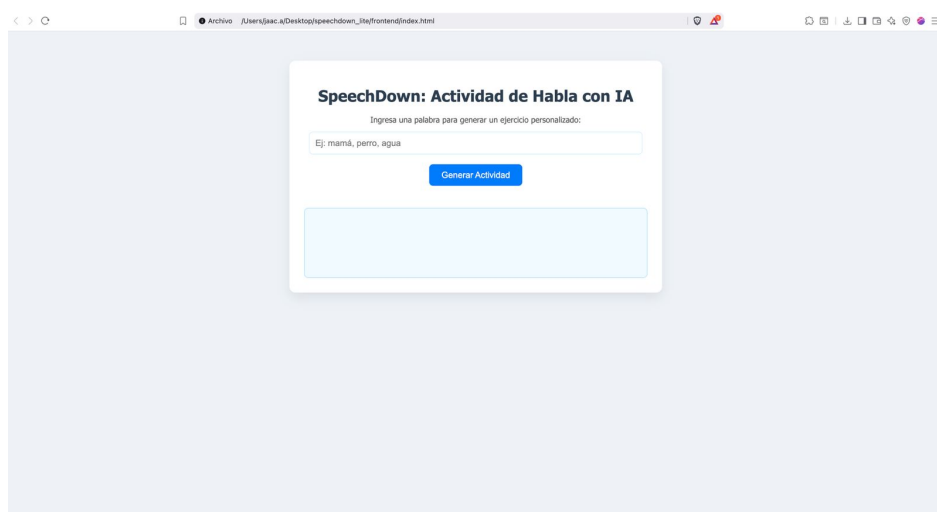 Archivo /Users/jaac.a/Desktop/speechdown_lite/frontend/index.html
SpeechDown: Actividad de Habla con IA
Ingresa una palabra para generar un ejercicio personalizado:
Ej: mamá, perro, agua
Generar Actividad